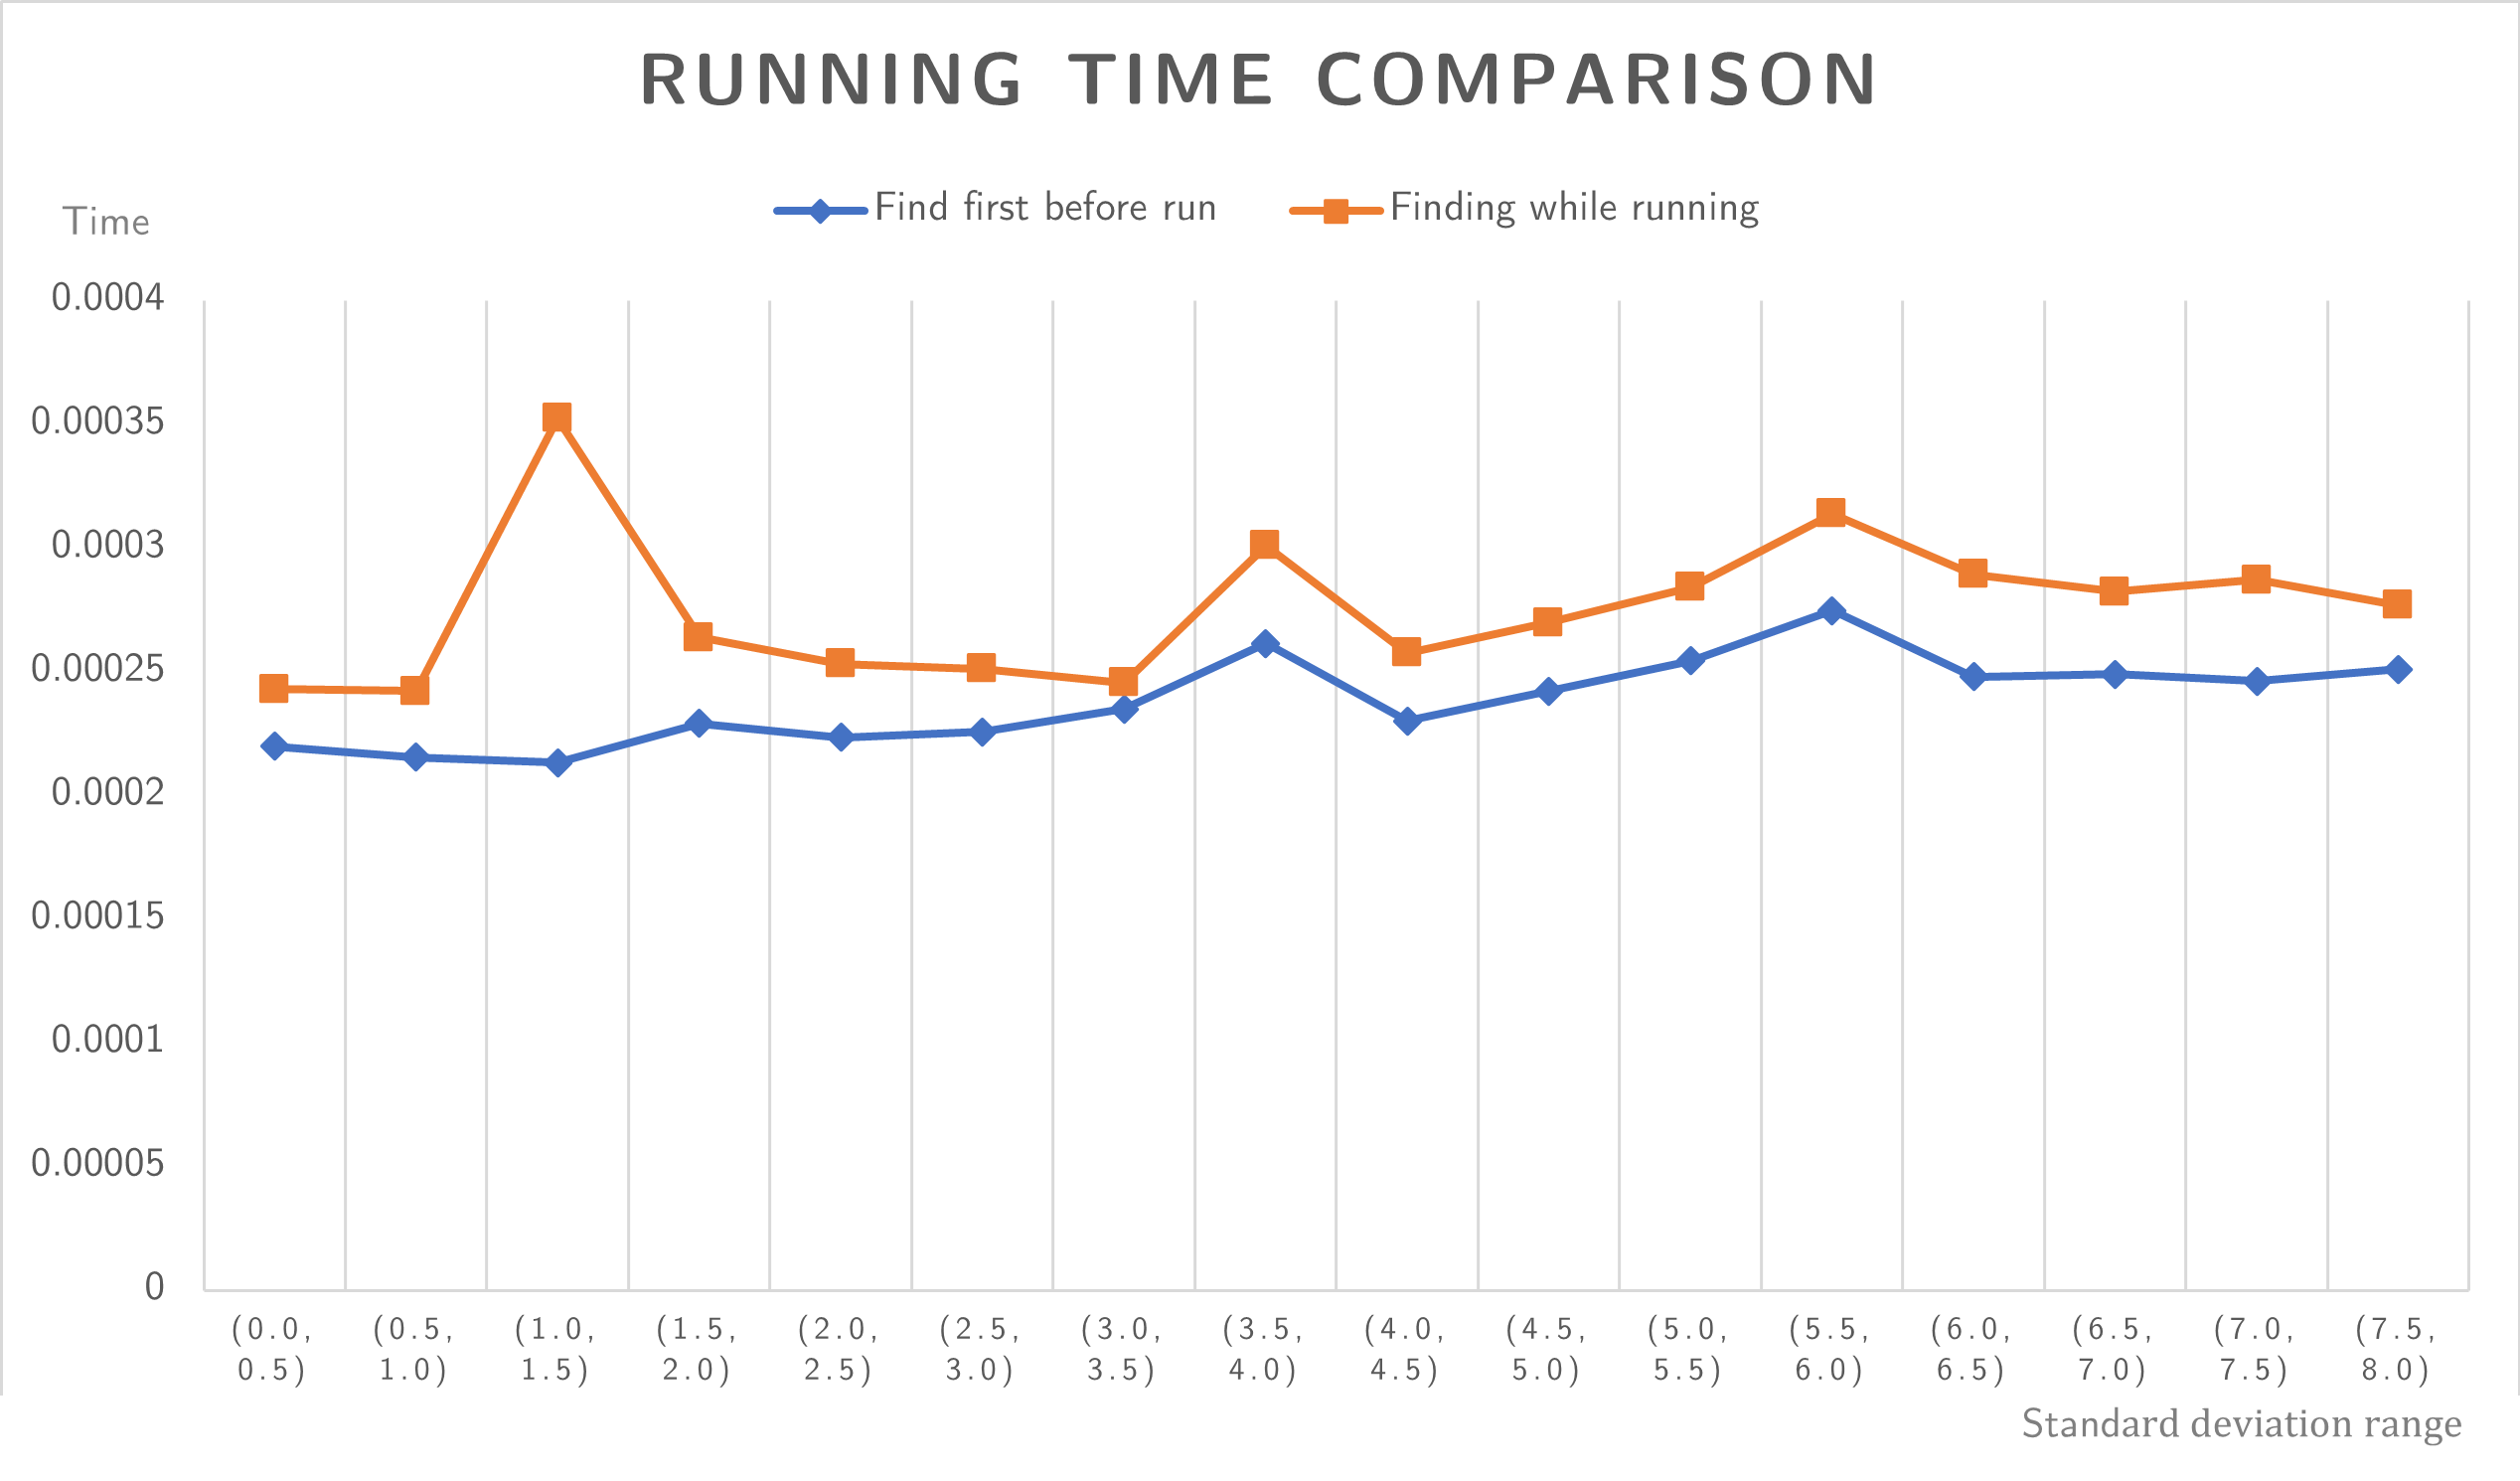 RUNNING TIME COMPARISON
Find first before run
Finding while running
Time
0.0004
0.00035
0.0003
0.00025
0.0002
0.00015
0.0001
0.00005
0
(0.0, (0.5, (1.0, (1.5, (2.0, (2.5, (3.0, (3.5, (4.0, (4.5, (5.0, (5.5, (6.0, (6.5, (7.0, (7.5,
0.5) 1.0) 1.5) 2.0) 2.5) 3.0) 3.5) 4.0) 4.5) 5.0) 5.5) 6.0) 6.5) 7.0) 7.5) 8.0)
Standard deviation range